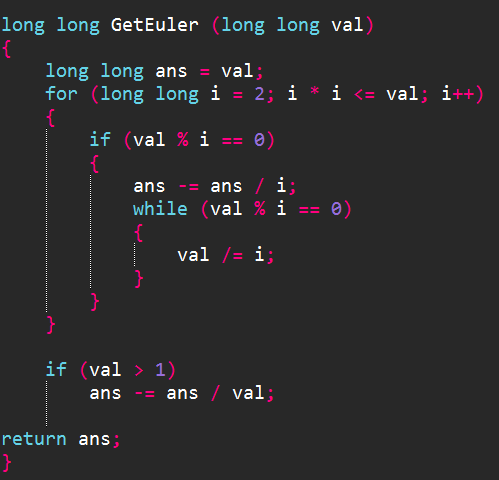 long long GetEuler (long long val)
{
    long long ans = val;
    for (long long i = 2; i * i <= val; i++)
    {
        if (val % i == 0)
        {
            ans -= ans / i;
            while (val % i == 0)
            {
                val /= i;
            }
        }
    }

    if (val > 1)
        ans -= ans / val;

return ans;
}